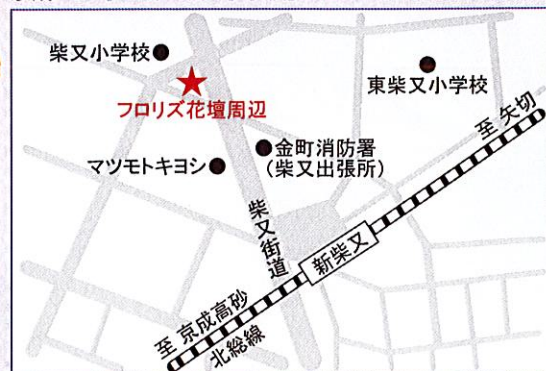 柴又小学校
フロリズ花壇周辺
東柴又小学校
マツモトキヨシ
金町消防署
(柴又出張所)
柴又街道
新柴又
至 矢切
至 京成高砂
北総線